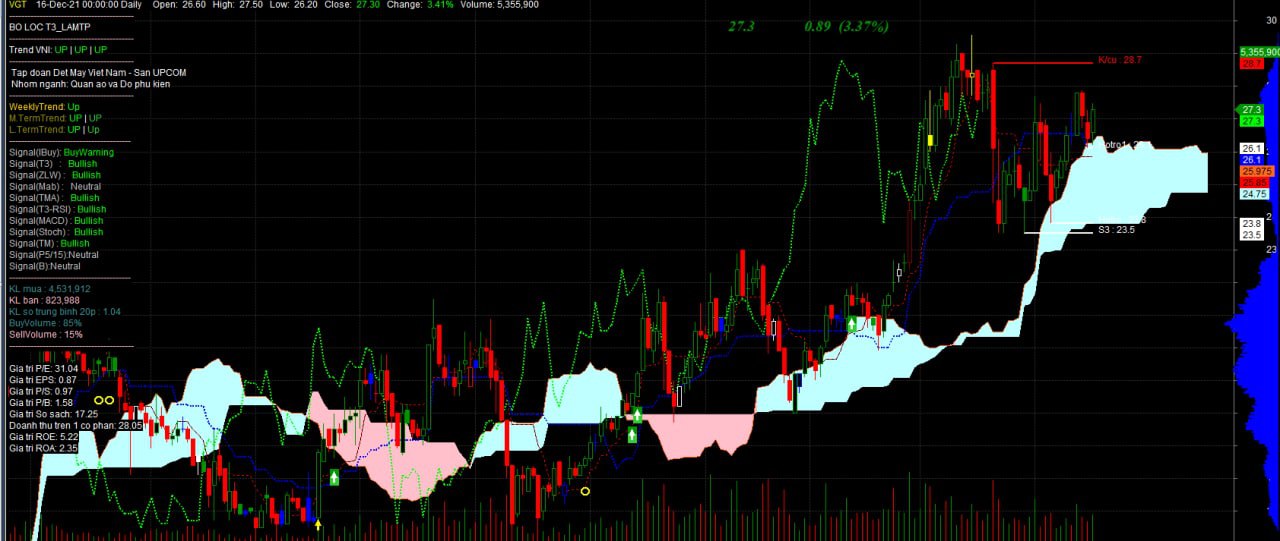 VGT 16-Dec-21 00:00:00 Daily Open: 26.60 High: 27.50 Low: 26.20 Close: 27.30 Change: 3.41% Volume: 5,355,900
BO LOC T3_LAMTP
27.3 0.89 (3.37%)
Trend VNI: UP | UP | UP
Tap doan Det May Viet Nam - San UPCOM
Nhom nganh: Quan ao va Do phu kien
WeeklyTrend: Up
M.TermTrend: UP | Up
L.TermTrend: UP | Up
Signal(IBuy): BuyWarning
Signal(T3) : Bullish
Signal(ZLW) : Bullish
Signal(Mab) : Neutral
Signal(TMA) : Bullish
Signal(T3-RSI) : Bullish
Signal(MACD) : Bullish
Signal(Stoch) : Bullish
Signal(TM) : Bullish
Signal(P5/15):Neutral
Signal(B):Neutral
KL mua : 4,531,912
KL ban : 823,988
KL so trung binh 20p : 1.04
BuyVolume : 85%
SellVolume : 15%
Gia tri P/E: 31.04
Gia tri EPS: 0.87
Gia tri P/S: 0.97
Gia tri P/B: 1.58
Gia tri So sach: 17.25
Doanh thu tren 1 co phan: 28.05
Gia tri ROE: 5.22
Gia tri ROA: 2.35
K/cu : 28.7
S3 : 23.5
30
5,355,900
28.7
27.3
27.3
26.1
26.1
25.975
24.75
23.8
23.5
23